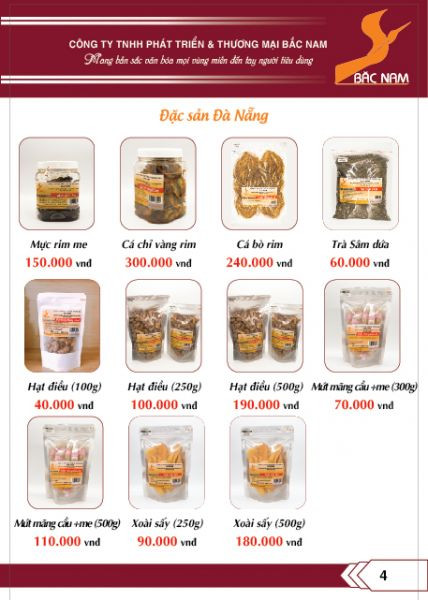 CÔNG TY TNHH PHÁT TRIỂN & THƯƠNG MẠI BẮC NAM
Mang bản sắc văn hóa mọi vùng miền đến tay người tiêu dùng
BẮC NAM
Đặc sản Đà Nẵng
Mực rim me
Cá chỉ vàng rim
Cá bò rim
Trà Sâm dứa
150.000 vnđ
300.000 vnđ
240.000 vnđ
60.000 vnđ
Hạt điều (100g)
Hạt điều (250g)
Hạt điều (500g)
Mứt mãng cầu +me (300g)
40.000 vnđ
100.000 vnđ
190.000 vnđ
70.000 vnđ
Mứt mãng cầu +me (500g)
Xoài sấy (250g)
Xoài sấy (500g)
110.000 vnđ
90.000 vnđ
180.000 vnđ
4